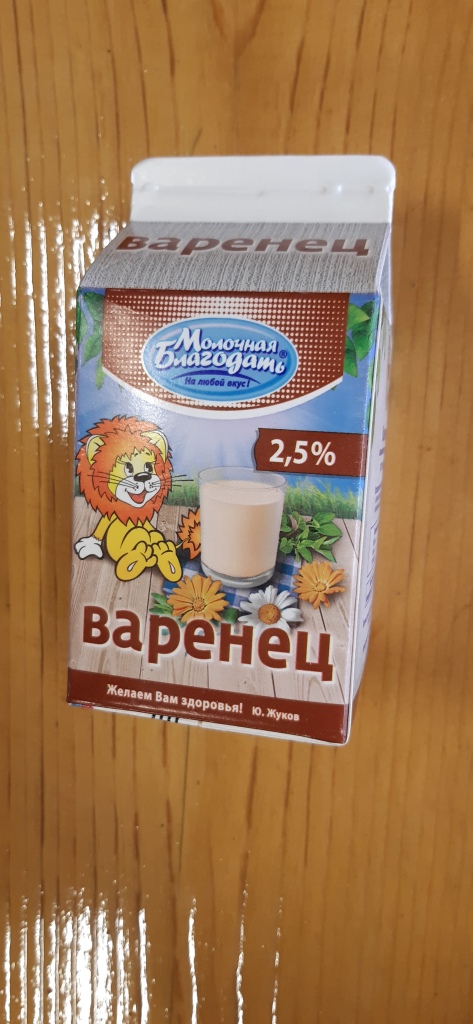 варенец
Молочная
Благодать®
На любой вкус!
2,5%
варенец
Желаем Вам здоровья! Ю. Жуков